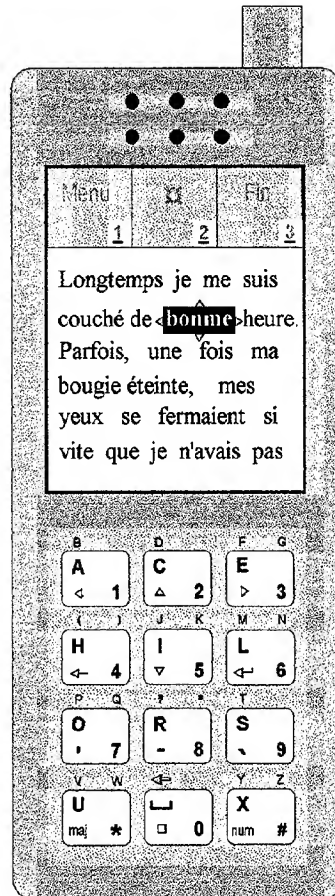 Menu ¤ Fin
1 2 3
Longtemps je me suis
couché de bonme heure.
Parfois, une fois ma
bougie éteinte, mes
yeux se fermaient si
vite que je n'avais pas
B D F G
A C E
1 2 3
( ) J K M N
H I L
4 5 6
P Q ? T
O R S
' 7 - 8 9
V W Y Z
U X
maj * 0 num #